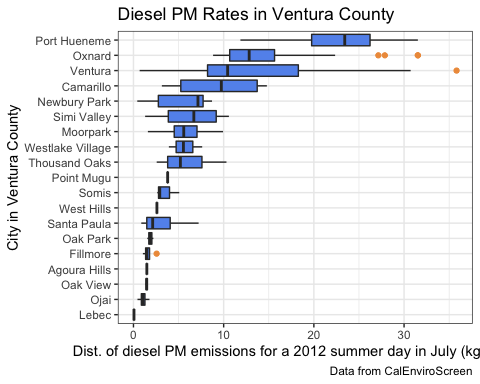 Diesel PM Rates in Ventura County
Port Hueneme
Oxnard
Ventura
Camarillo
Newbury Park
Simi Valley
Moorpark
Westlake Village
Thousand Oaks
Point Mugu
Somis
West Hills
Santa Paula
Oak Park
Fillmore
Agoura Hills
Oak View
Ojai
Lebec
City in Ventura County
0 10 20 30
Dist. of diesel PM emissions for a 2012 summer day in July (kg
Data from CalEnviroScreen